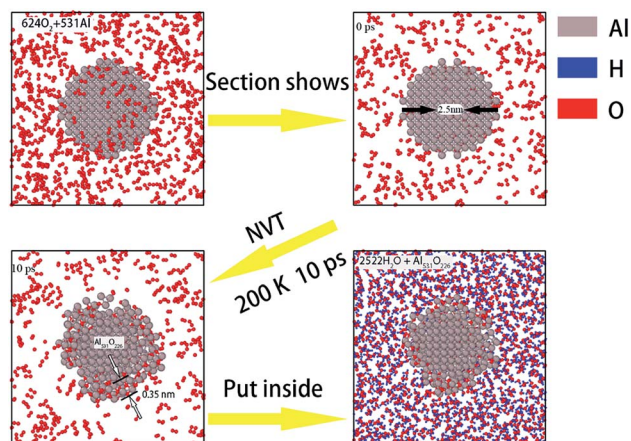 624O₂+531Al
Section shows
0 ps
2.5nm
Al
H
O
NVT
200 K 10 ps
10 ps
Al₅₃₁O₂₂₆
0.35 nm
Put inside
2522H₂O + Al₅₃₁O₂₂₆